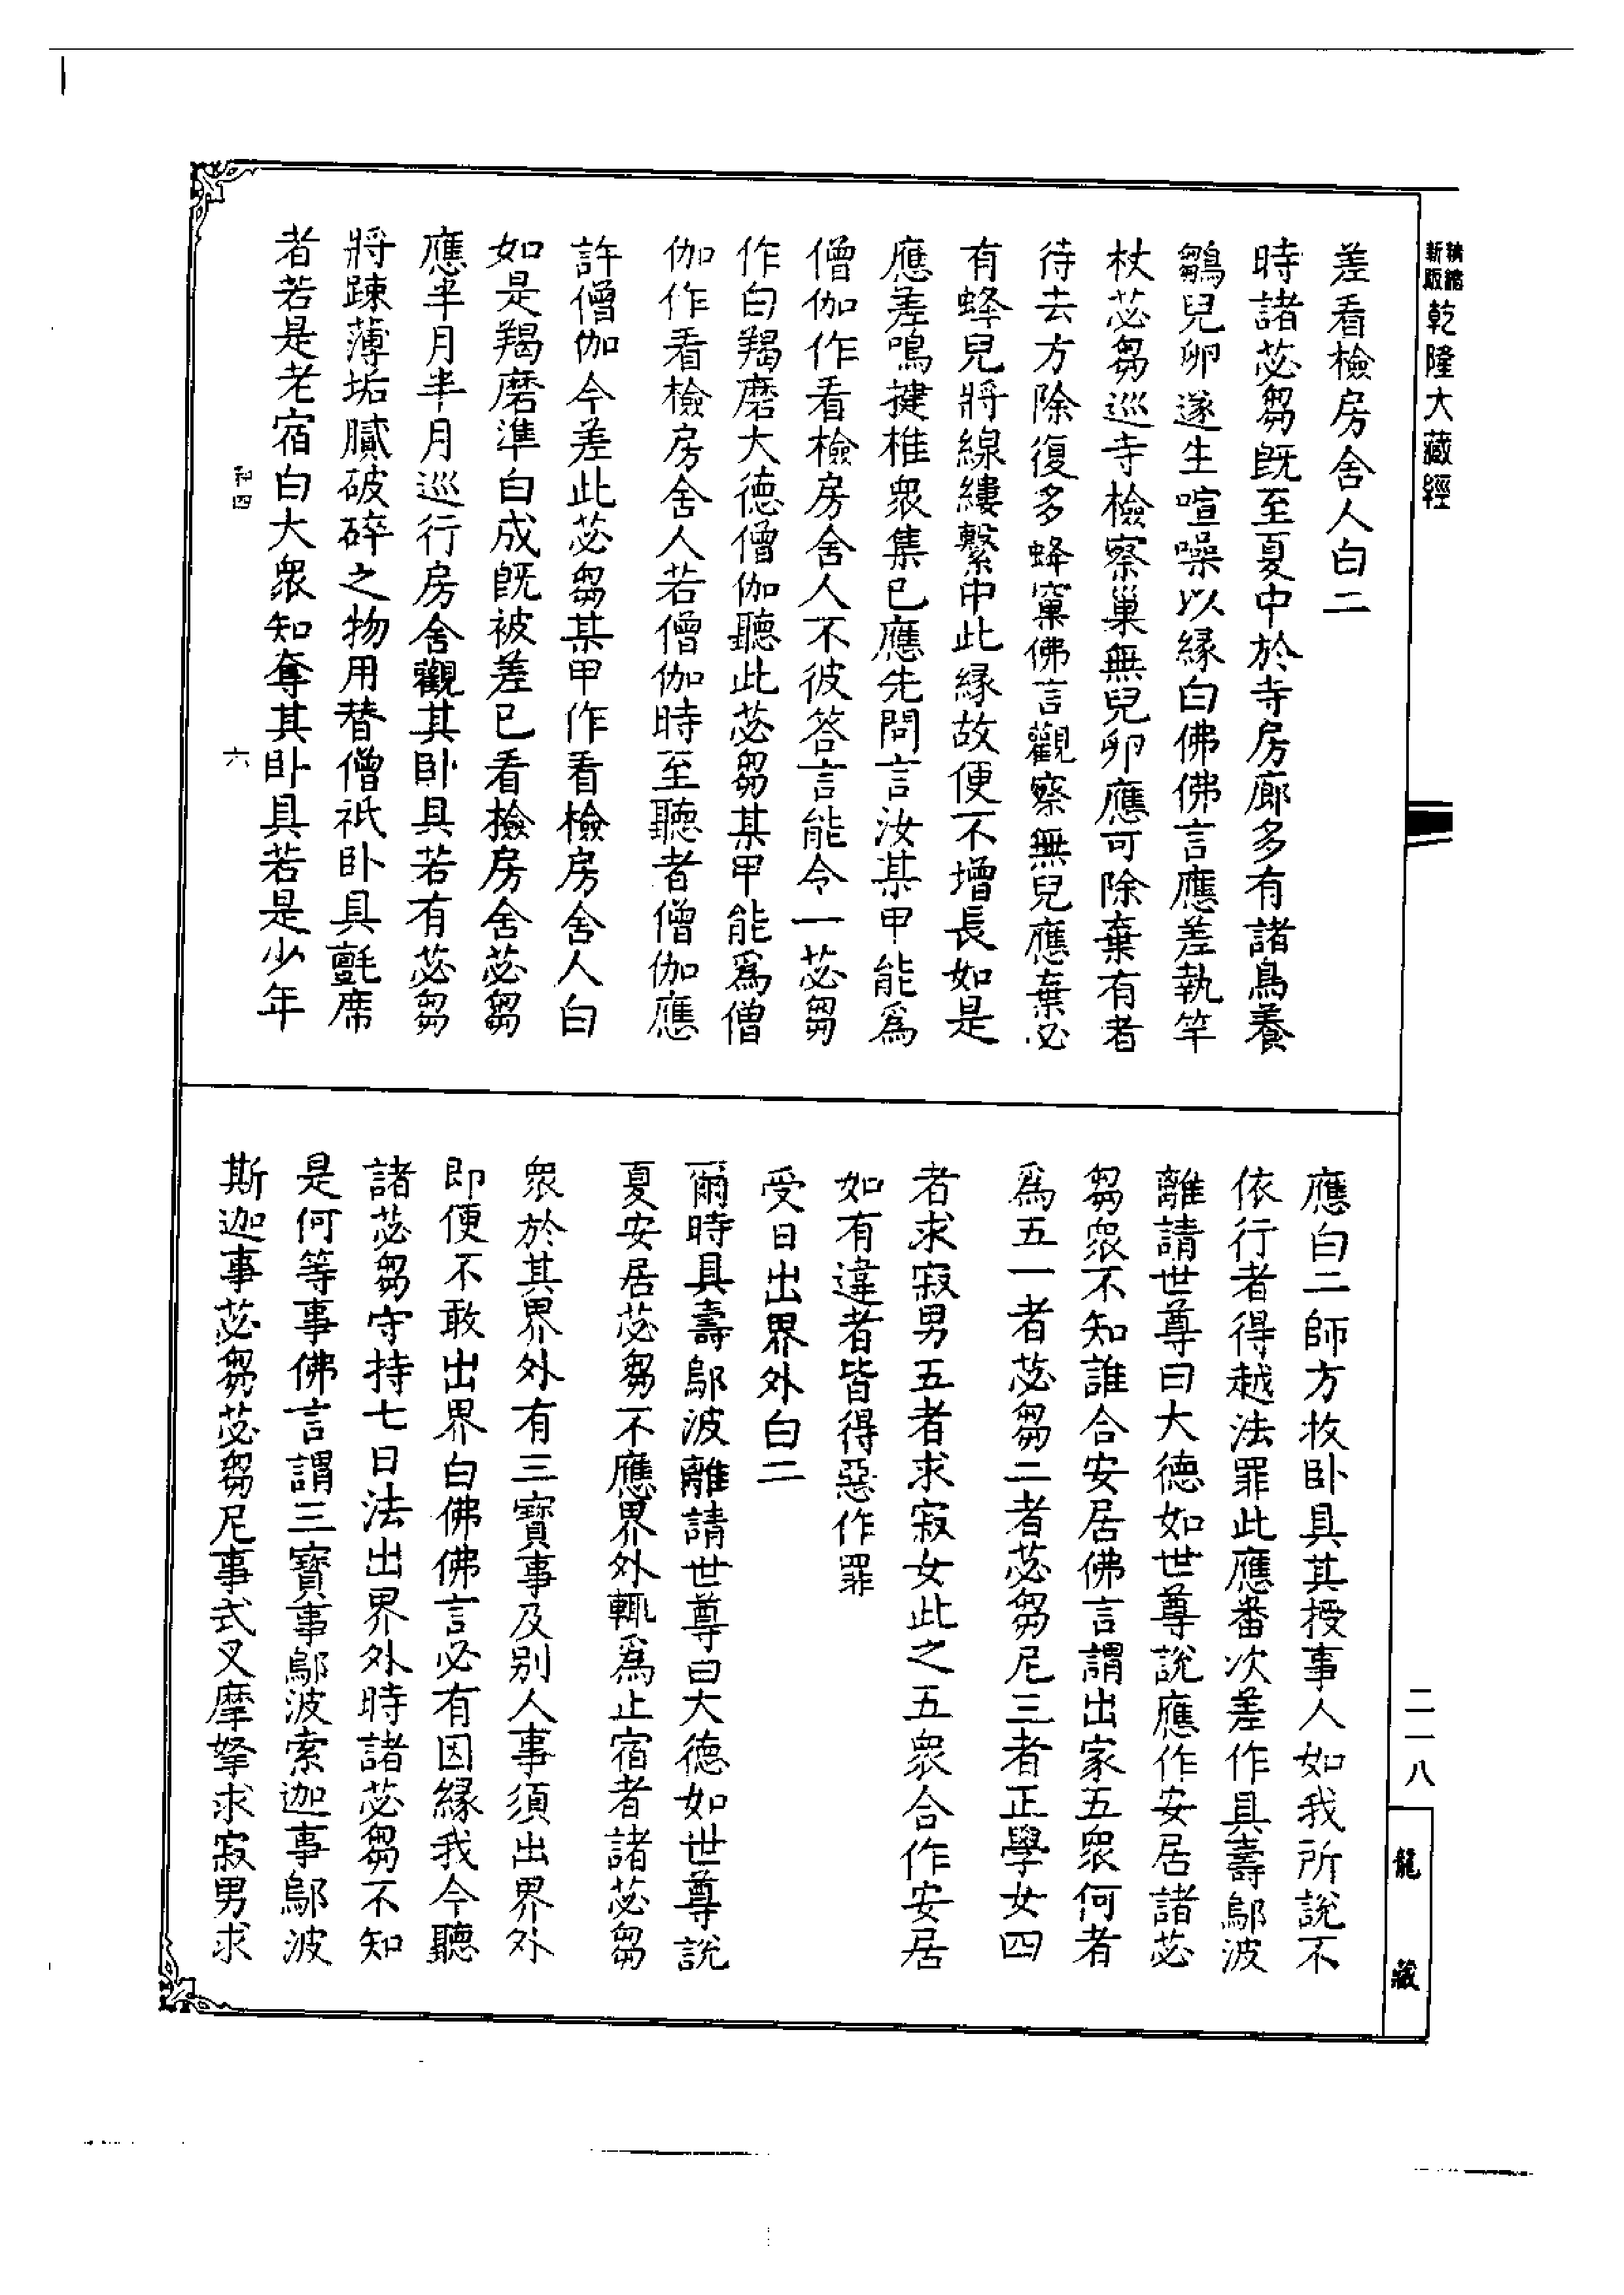 新版精縮乾隆大藏經
差看檢房舍人白二
時諸苾芻既至夏中於寺房廊多有諸鳥養
鶵兒卵遂生喧噪以緣白佛佛言應差執竿
杖苾芻巡寺檢察巢無兒卵應可除棄有者
待去方除復多蜂窠佛言觀察無兒應棄必
有蜂兒將線縷繫中此緣故便不增長如是
應差鳴揵椎衆集已應先問言汝某甲能爲
僧伽作看檢房舍人不彼答言能令一苾芻
作白羯磨大德僧伽聽此苾芻某甲能爲僧
伽作看檢房舍人若僧伽時至聽者僧伽應
許僧伽今差此苾芻某甲作看檢房舍人白
如是羯磨準白成既被差已看撿房舍苾芻
應半月半月巡行房舍觀其卧具若有苾芻
將踈薄垢膩破碎之物用替僧祇卧具氈席
者若是老宿白大衆知奪其卧具若是少年
和四
六
應白二師方收卧具其授事人如我所說不
依行者得越法罪此應番次差作具壽鄔波
離請世尊曰大德如世尊說應作安居諸苾
芻衆不知誰合安居佛言謂出家五衆何者
爲五一者苾芻二者苾芻尼三者正學女四
者求寂男五者求寂女此之五衆合作安居
如有違者皆得惡作罪
受日出界外白二
爾時具壽鄔波離請世尊曰大德如世尊說
夏安居苾芻不應界外輒爲止宿者諸苾芻
衆於其界外有三寶事及別人事須出界外
即便不敢出界白佛佛言必有因緣我今聽
諸苾芻守持七日法出界外時諸苾芻不知
是何等事佛言謂三寶事鄔波索迦事鄔波
斯迦事苾芻苾芻尼事式叉摩拏求寂男求
二一八
龍藏